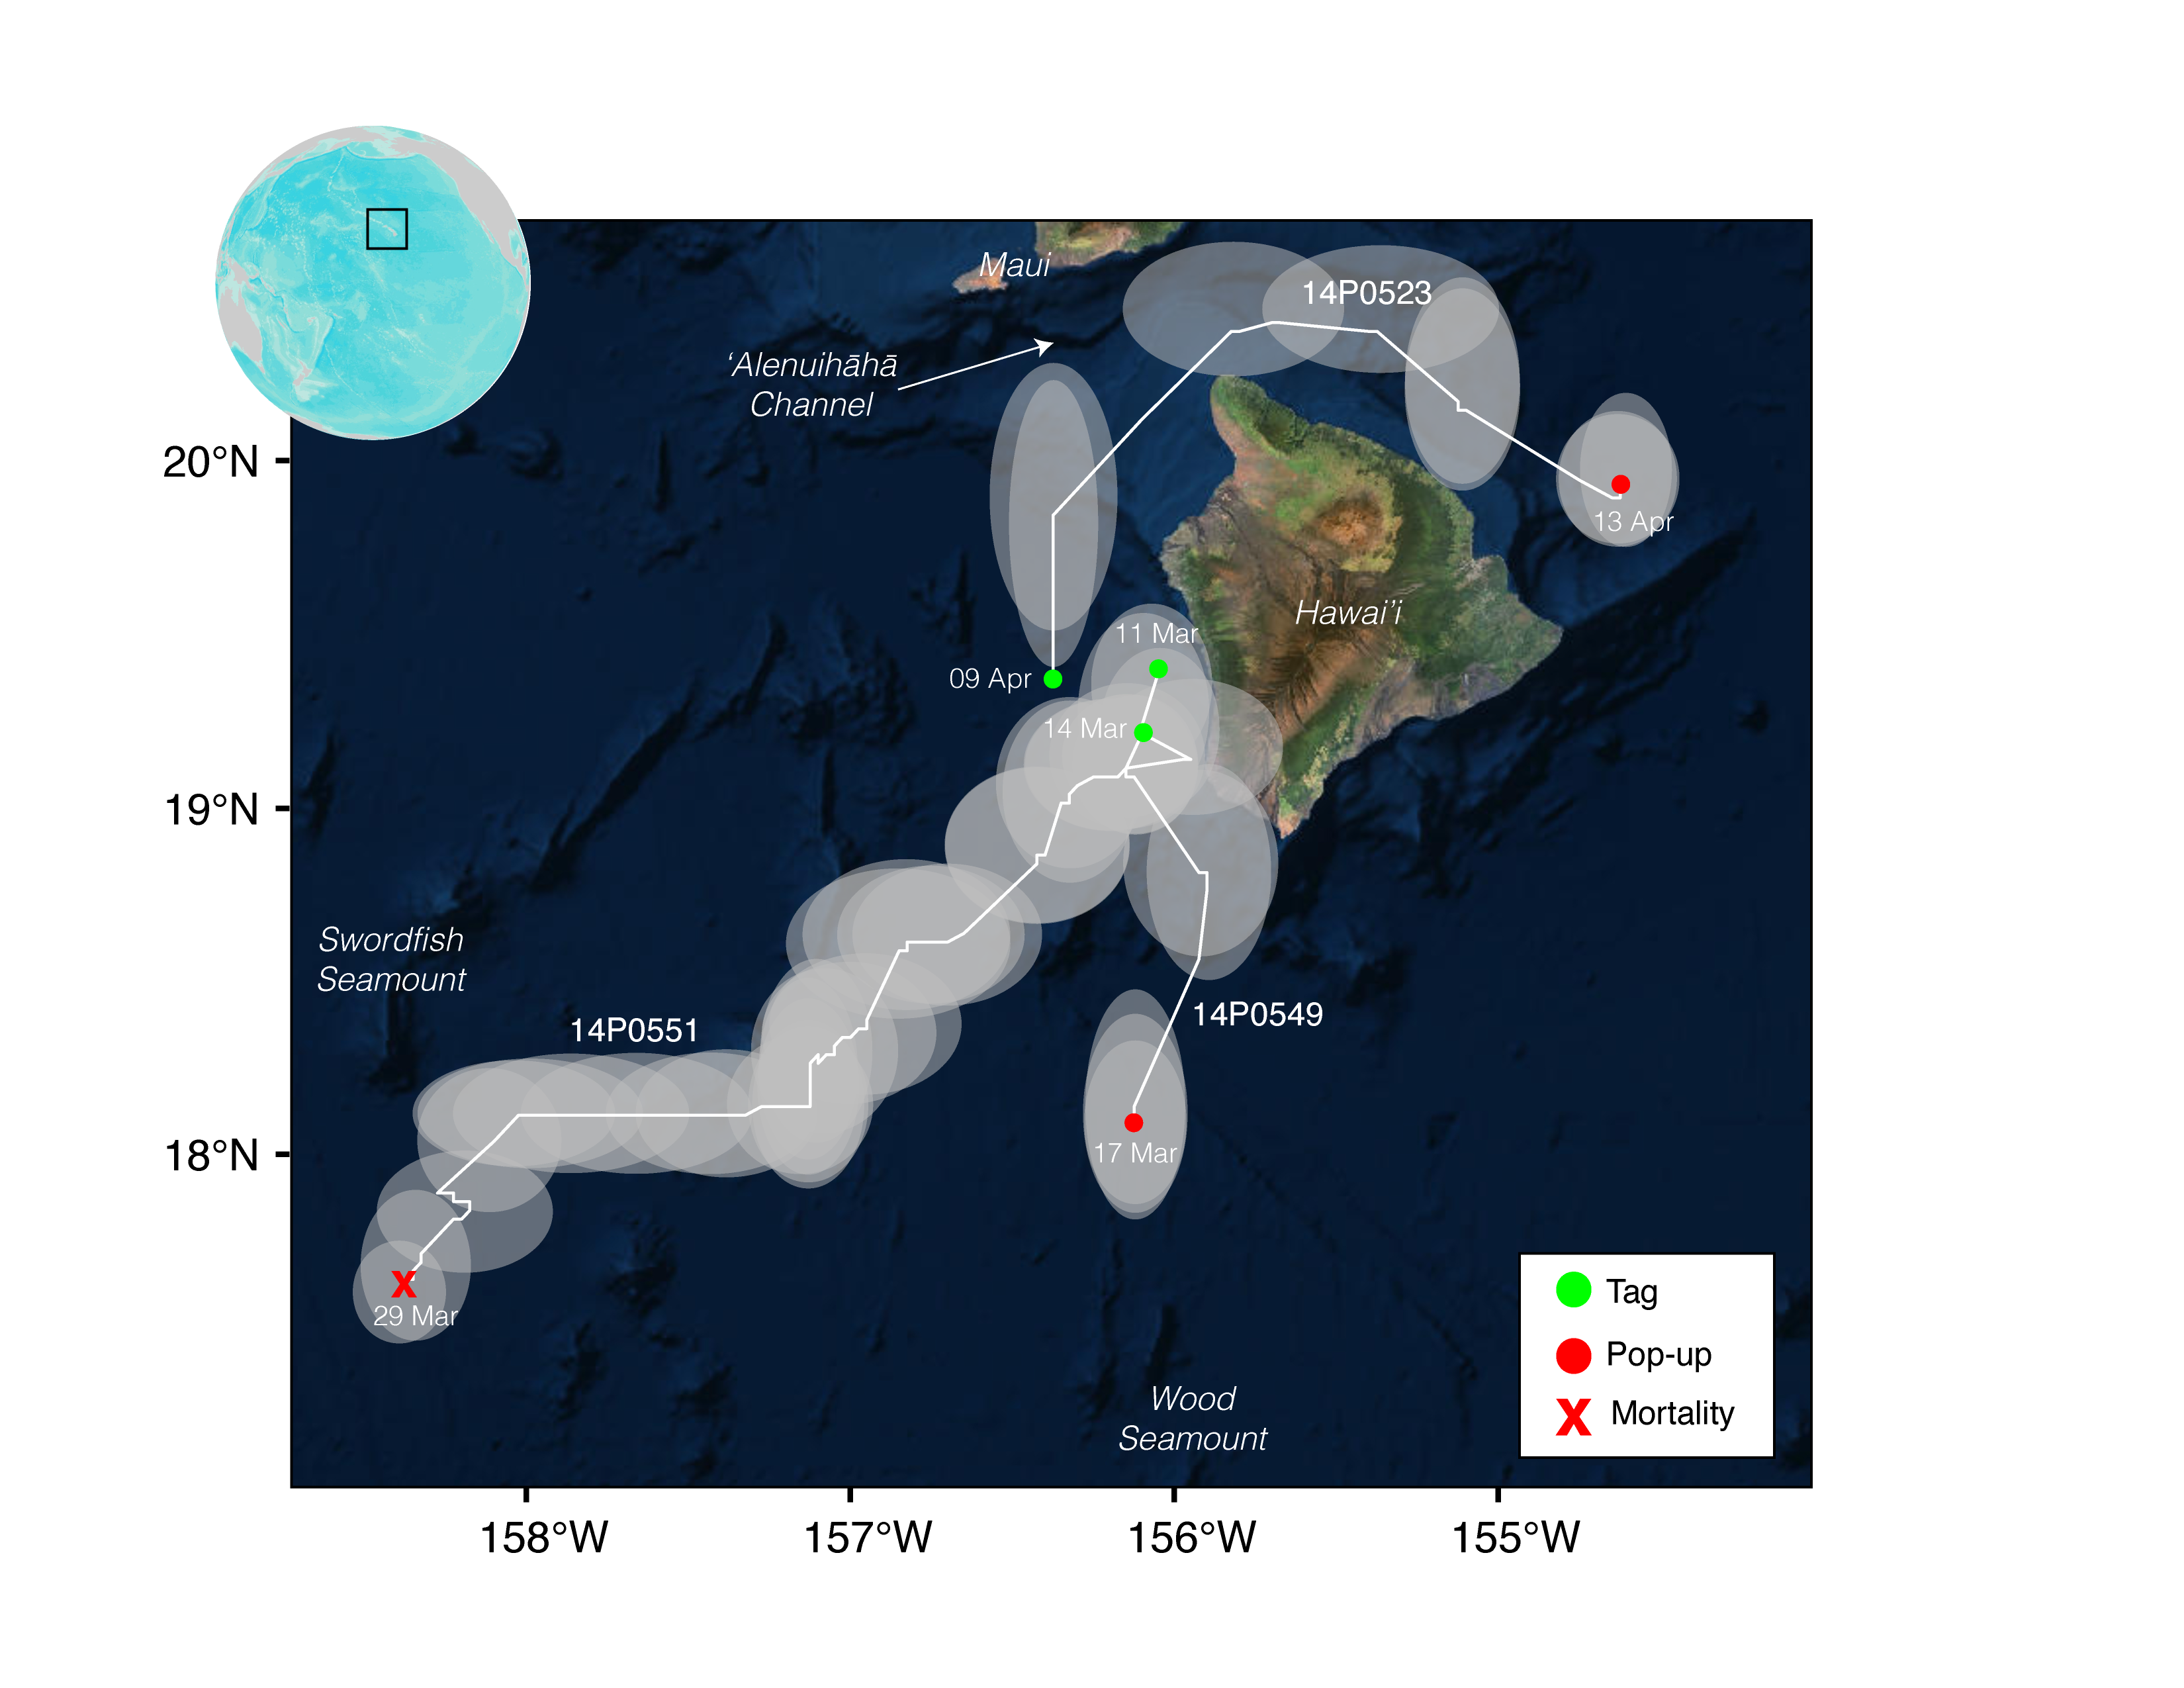 Maui
14P0523
‘Alenuihāhā
Channel
20°N
13 Apr
Hawai’i
11 Mar
09 Apr
14 Mar
19°N
Swordfish
Seamount
14P0549
14P0551
18°N
17 Mar
29 Mar
Tag
Pop-up
X Mortality
Wood
Seamount
158°W
157°W
156°W
155°W